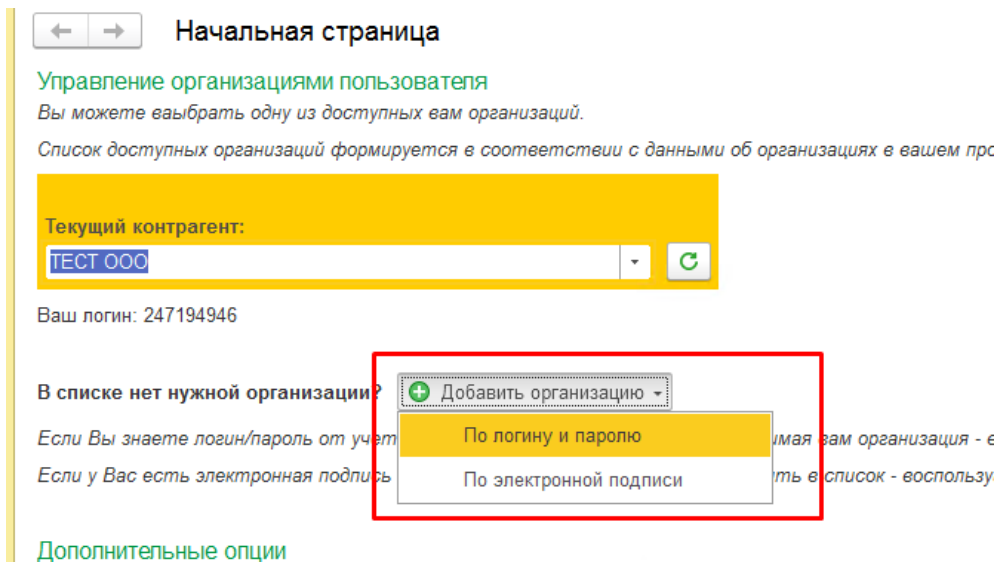 Начальная страница
Управление организациями пользователя
Вы можете ваыбрать одну из доступных вам организаций.
Список доступных организаций формируется в соответствии с данными об организациях в вашем про
Текущий контрагент:
ТЕСТ ООО
Ваш логин: 247194946
В списке нет нужной организации? Добавить организацию
Если Вы знаете логин/пароль от учет По логину и паролю имая вам организация - е
Если у Вас есть электронная подпись По электронной подписи ть в список - воспользу
Дополнительные опции